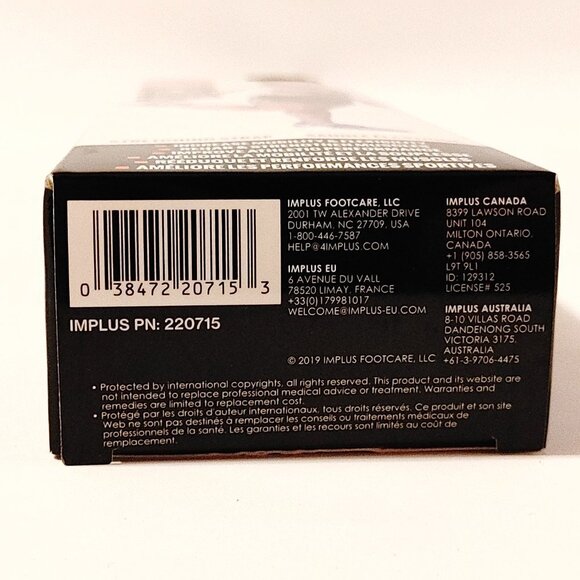 AMÉLIORE LES PERFORMANCE SPORTIVES
0 38472 20715 3
IMPLUS PN: 220715
IMPLUS FOOTCARE, LLC
2001 TW ALEXANDER DRIVE
DURHAM, NC 27709, USA
1-800-446-7587
HELP@4IMPLUS.COM
IMPLUS EU
6 AVENUE DU VALL
78520 LIMAY, FRANCE
+33(0)179981017
WELCOME@IMPLUS-EU.COM
© 2019 IMPLUS FOOTCARE, LLC
IMPLUS CANADA
8399 LAWSON ROAD
UNIT 104
MILTON ONTARIO,
CANADA
+1 (905) 858-3565
L9T 9L1
ID: 129312
LICENSE# 525
IMPLUS AUSTRALIA
8-10 VILLAS ROAD
DANDENONG SOUTH
VICTORIA 3175,
AUSTRALIA
+61-3-9706-4475
• Protected by international copyrights, all rights reserved. This product and its website are
not intended to replace professional medical advice or treatment. Warranties and
remedies are limited to replacement cost.
• Protégé par les droits d'auteur internationaux, tous droits réservés. Ce produit et son site
Web ne sont pas destinés à remplacer les conseils ou traitements médicaux de
professionnels de la santé. Les garanties et les recours sont limités au coût de
remplacement.